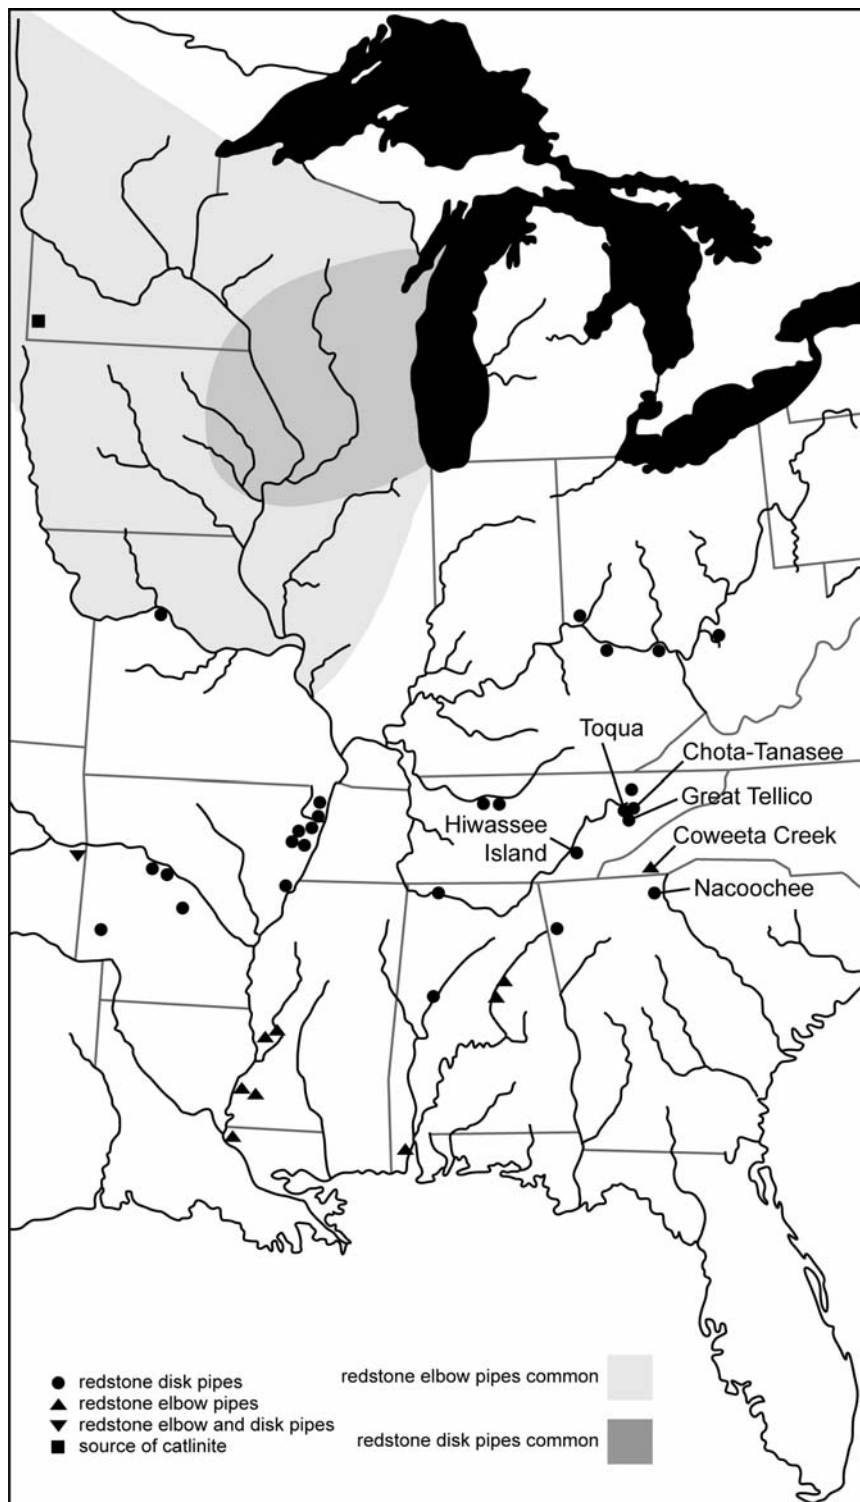 Toqua
Chota-Tanasee
Great Tellico
Hiwassee
Island
Coweeta Creek
Nacoochee
redstone disk pipes
redstone elbow pipes
redstone elbow and disk pipes
source of catlinite
redstone elbow pipes common
redstone disk pipes common